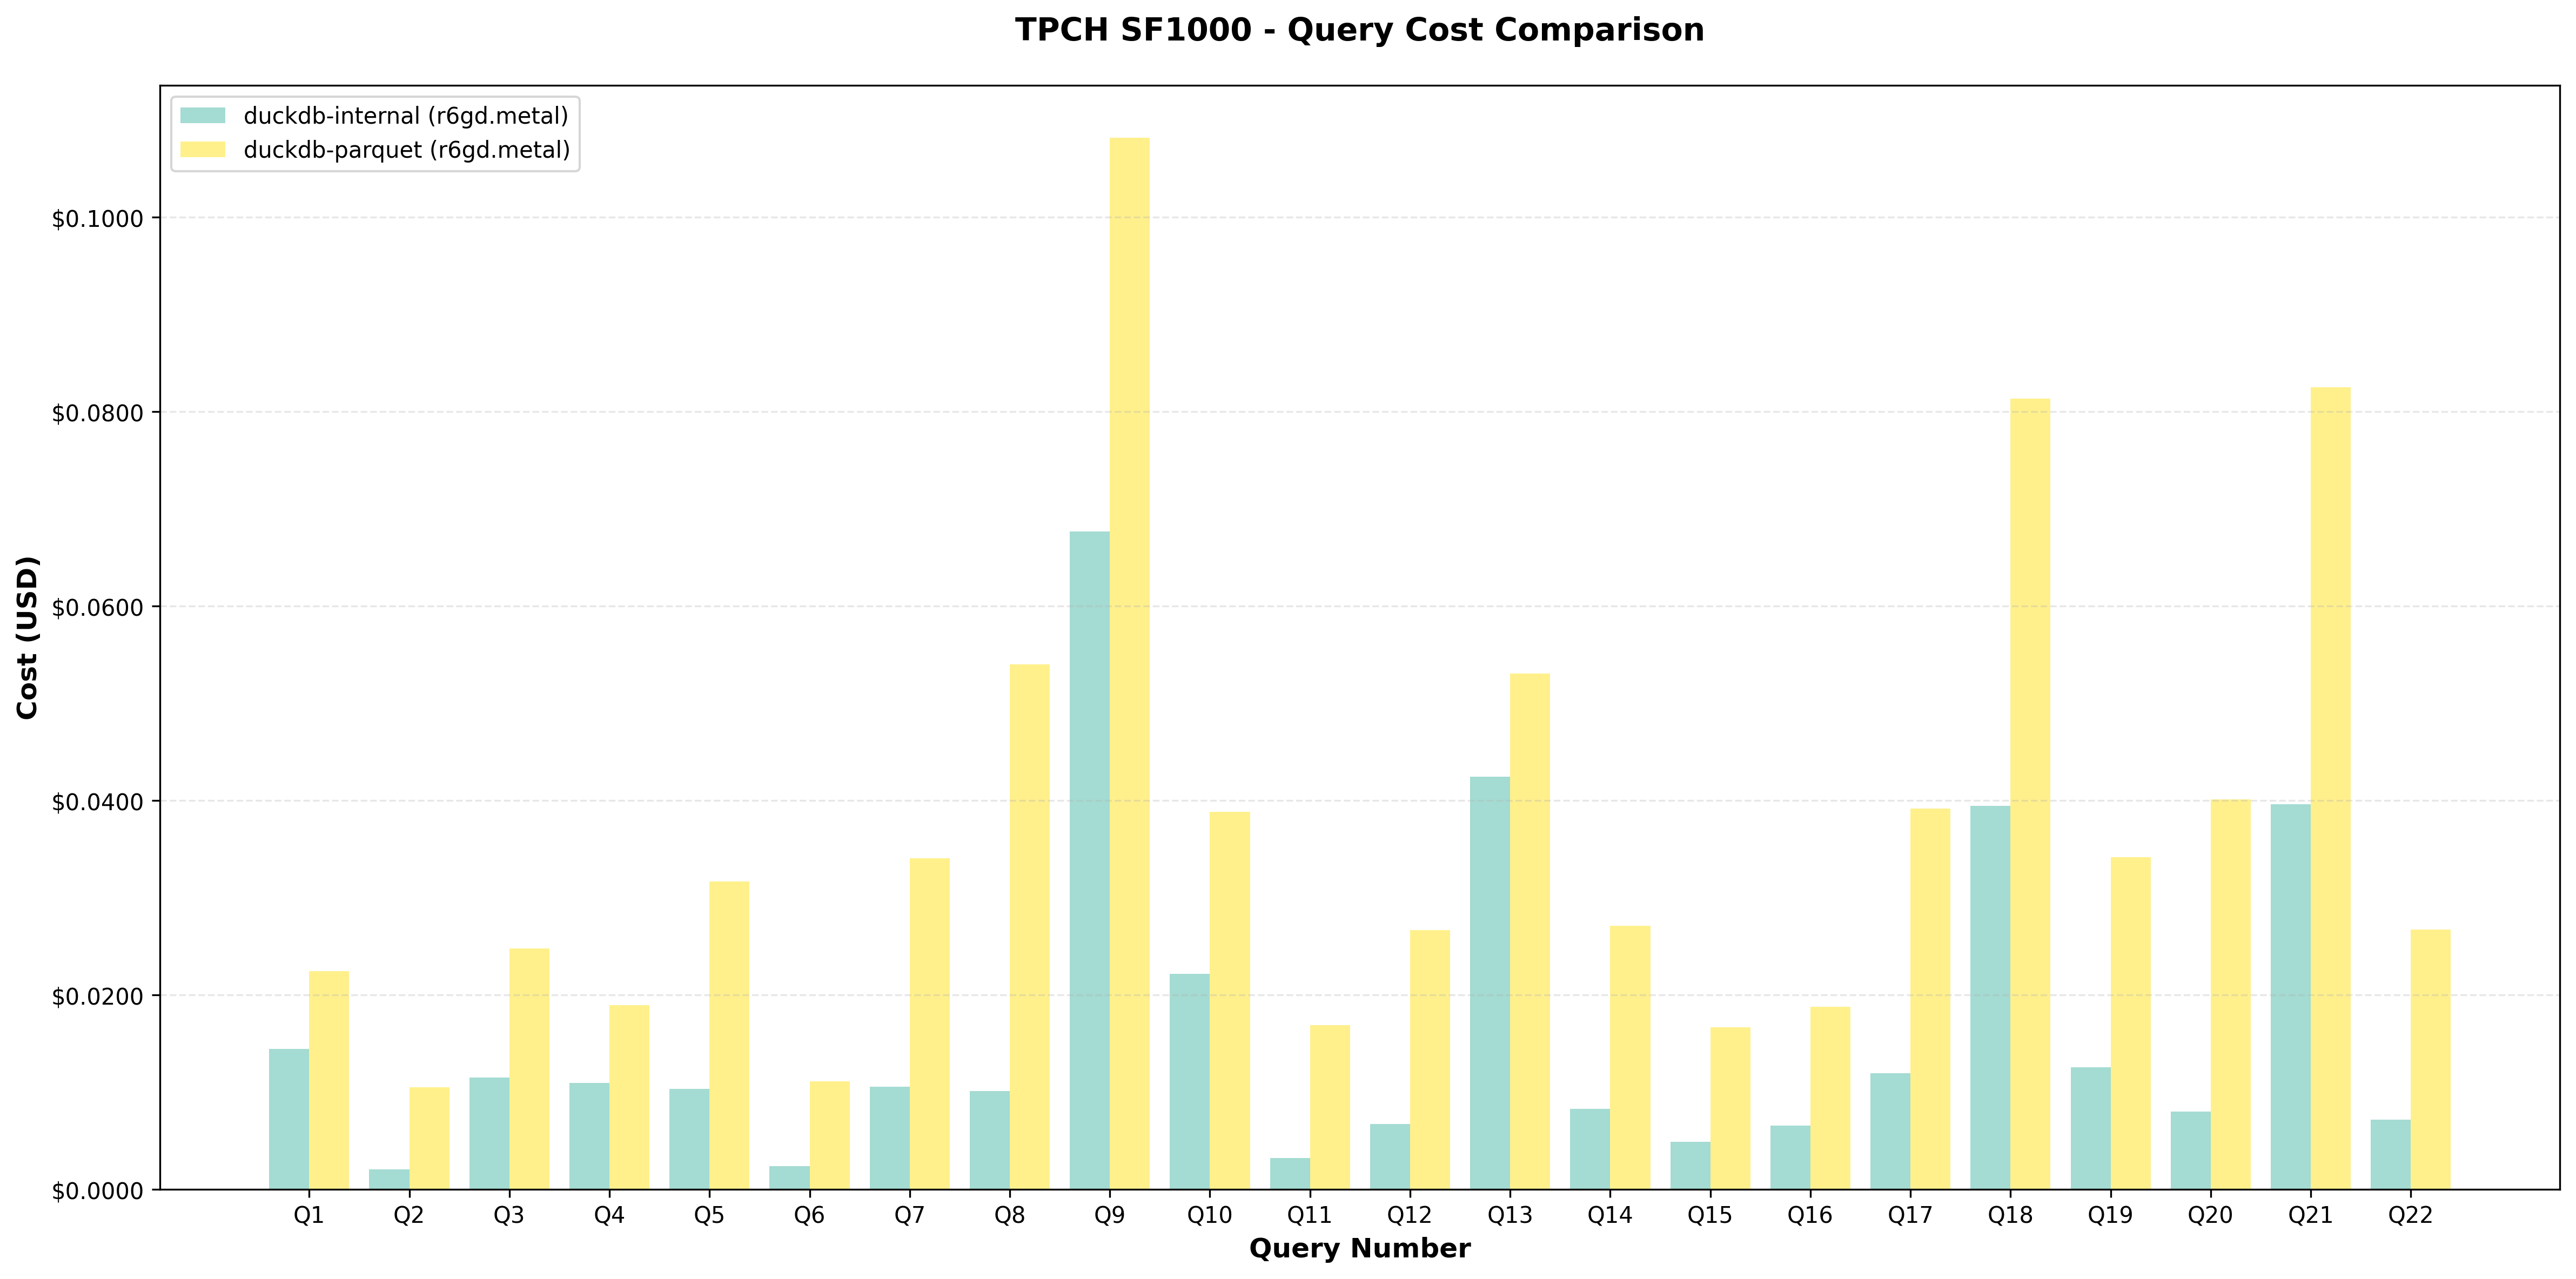 TPCH SF1000 - Query Cost Comparison
duckdb-internal (r6gd.metal)
duckdb-parquet (r6gd.metal)
$0.1000
$0.0800
$0.0600
$0.0400
$0.0200
$0.0000
Cost (USD)
Q1 Q2 Q3 Q4 Q5 Q6 Q7 Q8 Q9 Q10 Q11 Q12 Q13 Q14 Q15 Q16 Q17 Q18 Q19 Q20 Q21 Q22
Query Number